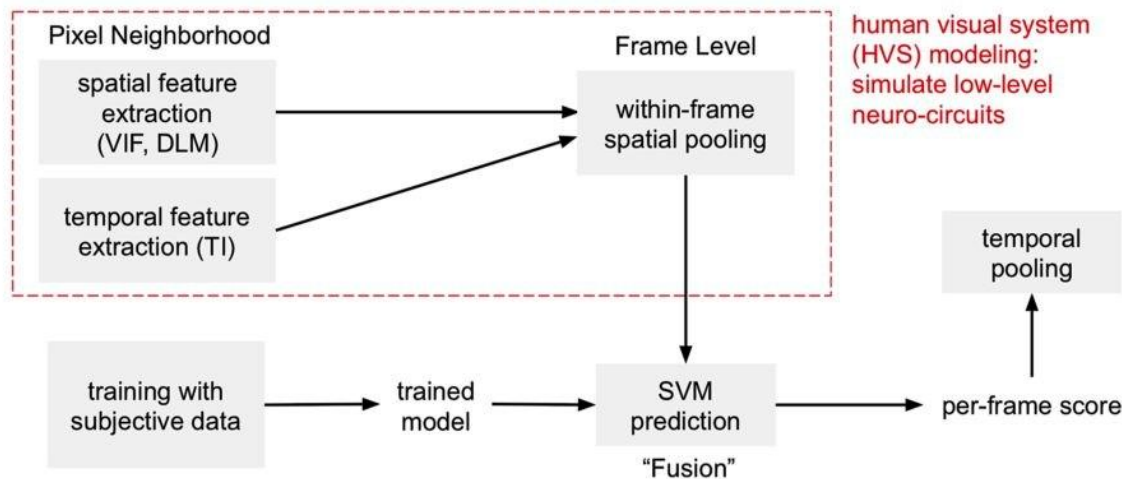 Pixel Neighborhood
spatial feature
extraction
(VIF, DLM)
temporal feature
extraction (TI)
Frame Level
within-frame
spatial pooling
human visual system
(HVS) modeling:
simulate low-level
neuro-circuits
temporal
pooling
training with
subjective data
trained
model
SVM
prediction
“Fusion”
per-frame score